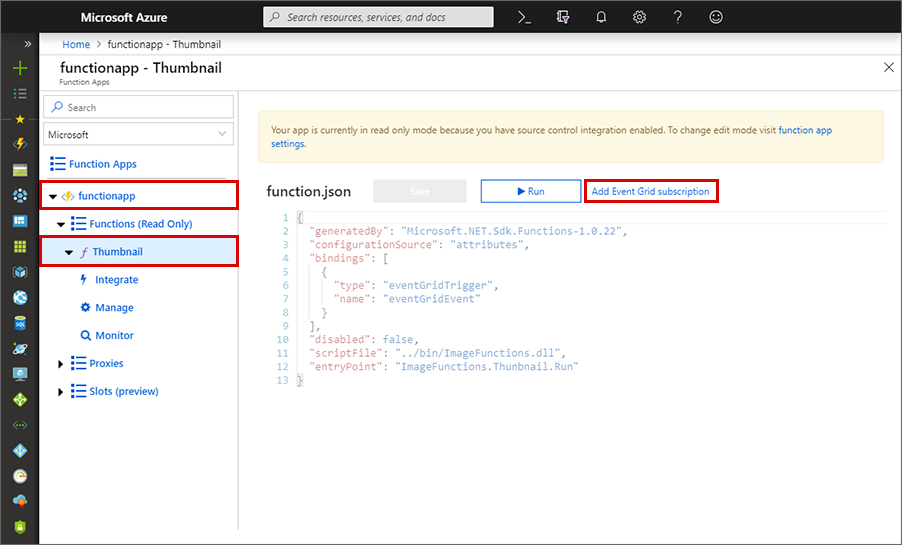 Microsoft Azure
Search resources, services, and docs
Home > functionapp - Thumbnail
functionapp - Thumbnail
Function Apps
Search
Microsoft
Function Apps
functionapp
Functions (Read Only)
Thumbnail
Integrate
Manage
Monitor
Proxies
Slots (preview)
Your app is currently in read only mode because you have source control integration enabled. To change edit mode visit function app
settings.
function.json
Save
Run
Add Event Grid subscription
1 {
2 "generatedBy": "Microsoft.NET.Sdk.Functions-1.0.22",
3 "configurationSource": "attributes",
4 "bindings": [
5 {
6 "type": "eventGridTrigger",
7 "name": "eventGridEvent"
8 }
9 ],
10 "disabled": false,
11 "scriptFile": "../bin/ImageFunctions.dll",
12 "entryPoint": "ImageFunctions.Thunbnail.Run"
13 }